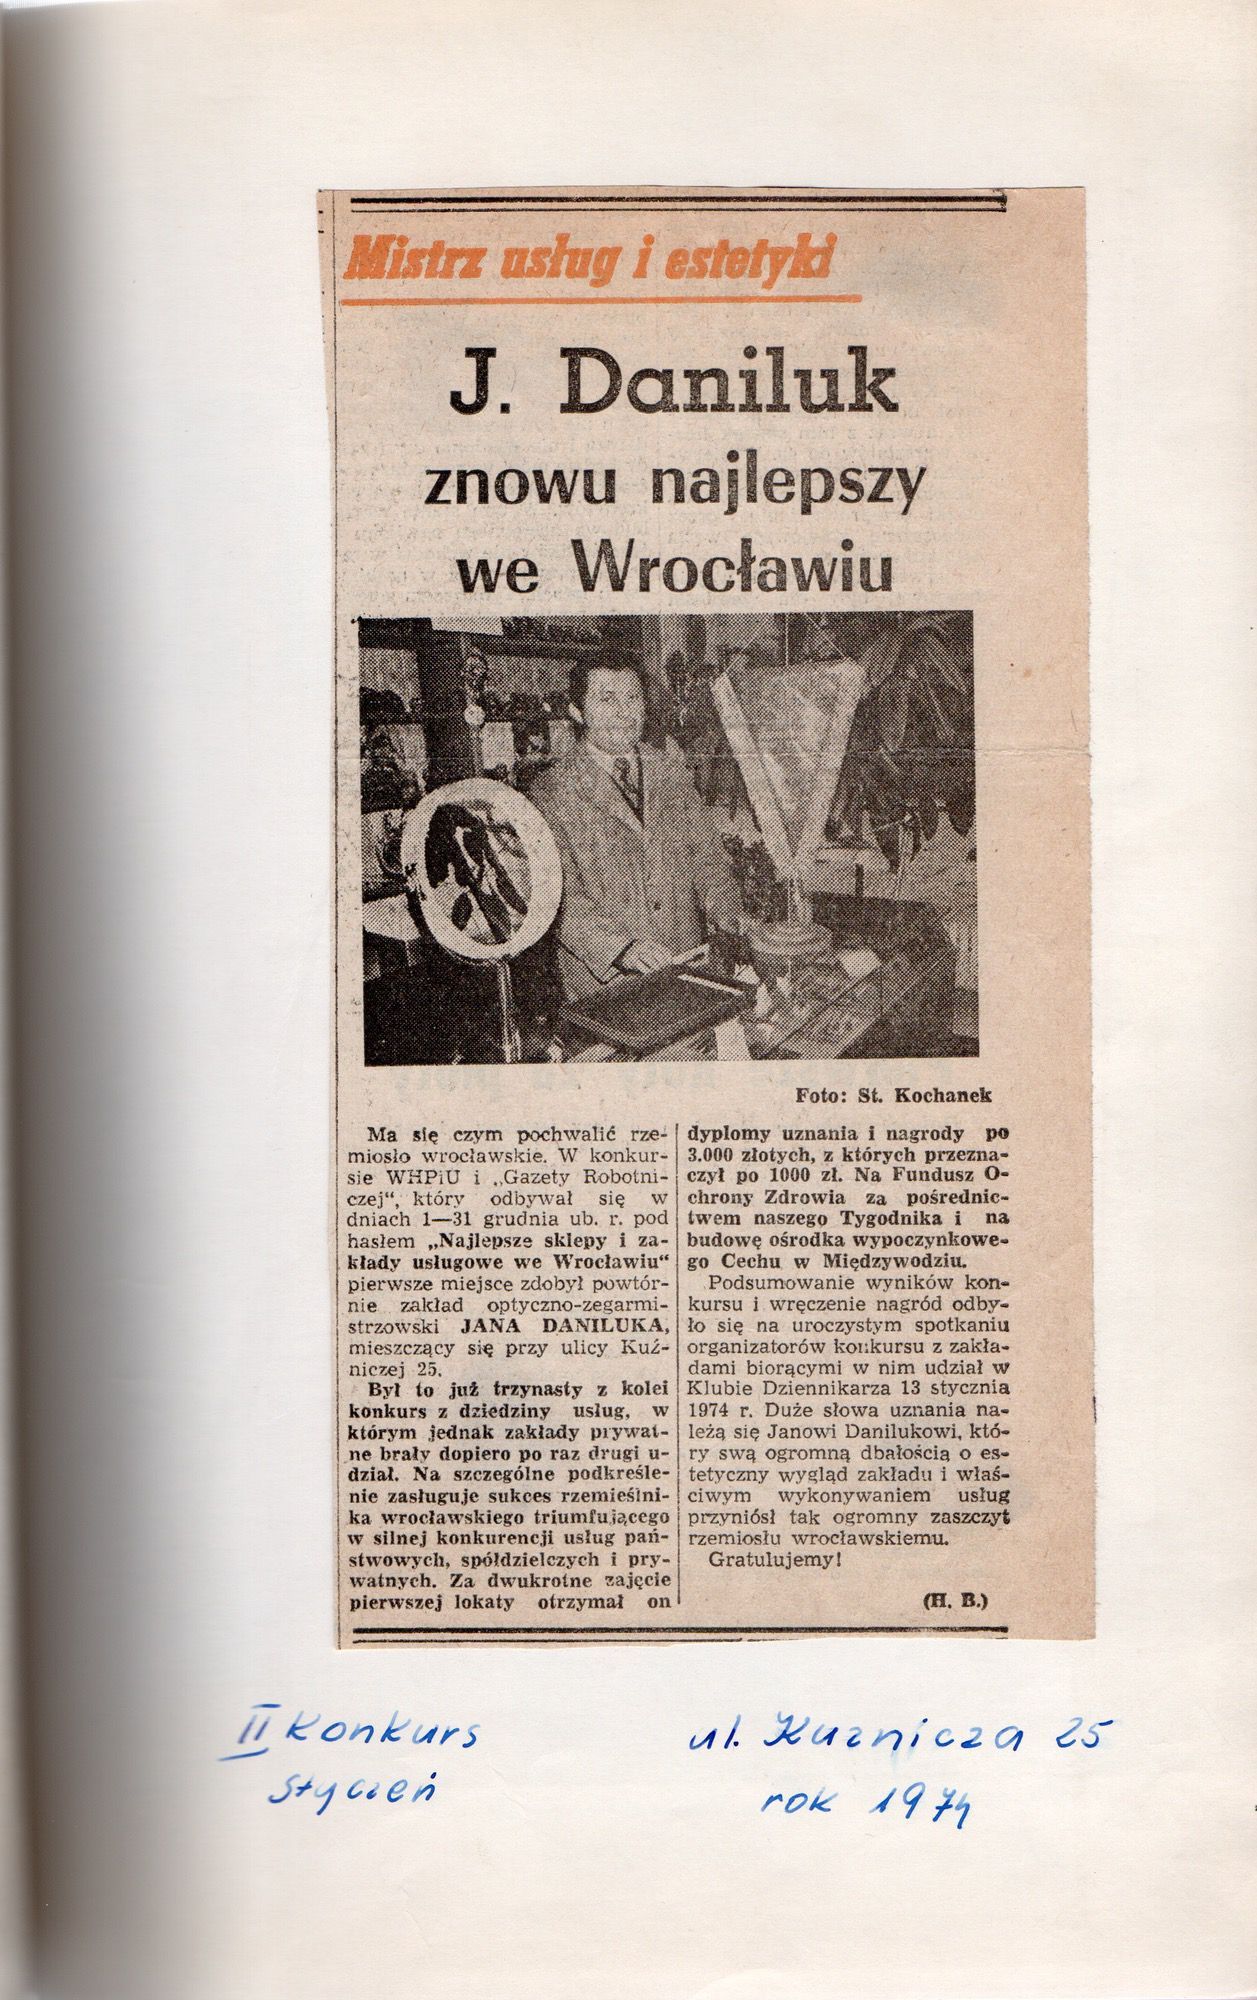 Mistrz usług i estetyki
J. Daniluk
znowu najlepszy
we Wrocławiu
Foto: St. Kochanek
Ma się czym pochwalić rze-
miosło wrocławskie. W konkur-
sie WHPiU i „Gazety Robotni-
czej“, który odbywał się w
dniach 1—31 grudnia ub. r. pod
hasłem „Najlepsze sklepy i za-
kłady usługowe we Wrocławiu“
pierwsze miejsce zdobył powtór-
nie zakład optyczno-zegarmi-
strzowski JANA DANILUKA,
mieszczący się przy ulicy Kuź-
niczej 25.
Był to już trzynasty z kolei
konkurs z dziedziny usług, w
którym jednak zakłady prywat-
ne brały dopiero po raz drugi u-
dział. Na szczególne podkreśle-
nie zasługuje sukces rzemieślni-
ka wrocławskiego triumfującego
w silnej konkurencji usług pań-
stwowych, spółdzielczych i pry-
watnych. Za dwukrotne zajęcie
pierwszej lokaty otrzymał on
dyplomy uznania i nagrody po
3.000 złotych, z których przezna-
czył po 1000 zł. Na Fundusz O-
chrony Zdrowia za pośrednic-
twem naszego Tygodnika i na
budowę ośrodka wypoczynkowe-
go Cechu w Międzywodziu.
Podsumowanie wyników kon-
kursu i wręczenie nagród odby-
ło się na uroczystym spotkaniu
organizatorów konkursu z zakła-
dami biorącymi w nim udział w
Klubie Dziennikarza 13 stycznia
1974 r. Duże słowa uznania na-
leżą się Janowi Danilukowi, któ-
ry swą ogromną dbałością o es-
tetyczny wygląd zakładu i właś-
ciwym wykonywaniem usług
przyniósł tak ogromny zaszczyt
rzemiosłu wrocławskiemu.
Gratulujemy!
(H. B.)
II Konkurs
styczeń
ul. Kuznicza 25
rok 1974